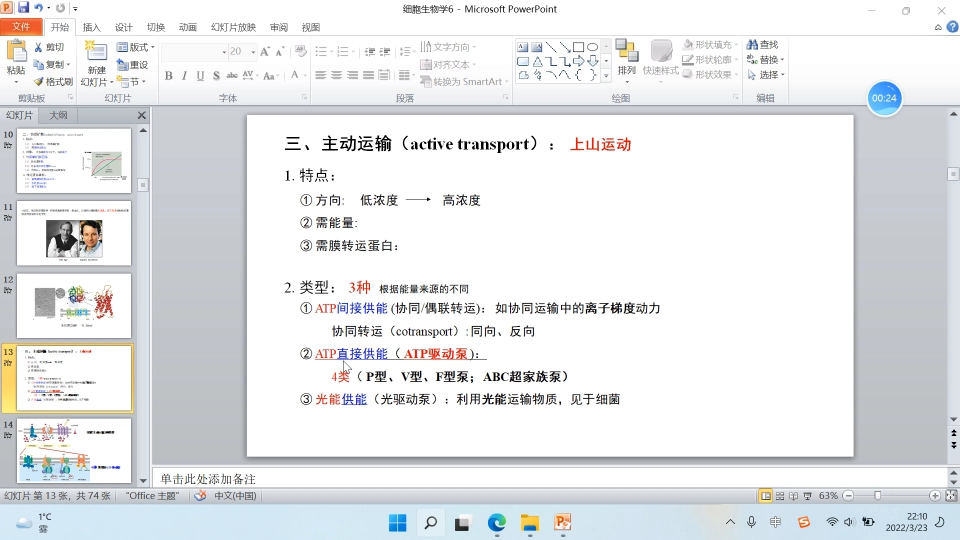 细胞生物学6 - Microsoft PowerPoint
文件 开始 插入 设计 切换 动画 幻灯片放映 审阅 视图
粘贴 剪切 复制 格式刷 剪贴板
新建 幻灯片 版式 重设 节 幻灯片
20 B I U S abc AV Aa A 字体
文字方向 对齐文本 转换为 SmartArt 段落
排列 快速样式 形状填充 形状轮廓 形状效果 绘图
查找 替换 选择 编辑
00:24
幻灯片 大纲
10
11
12
13
14
三、主动运输（active transport）： 上山运动
1. 特点：
① 方向: 低浓度 → 高浓度
② 需能量:
③ 需膜转运蛋白：
2. 类型： 3种 根据能量来源的不同
① ATP间接供能 (协同/偶联转运)： 如协同运输中的离子梯度动力
协同转运（cotransport）: 同向、反向
② ATP直接供能（ ATP驱动泵 )：
4类（ P型、V型、F型泵；ABC超家族泵）
③ 光能供能（光驱动泵）：利用光能运输物质，见于细菌
单击此处添加备注
幻灯片 第 13 张，共 74 张 "Office 主题" 中文(中国) 63%
1°C
雾
中
22:10
2022/3/23